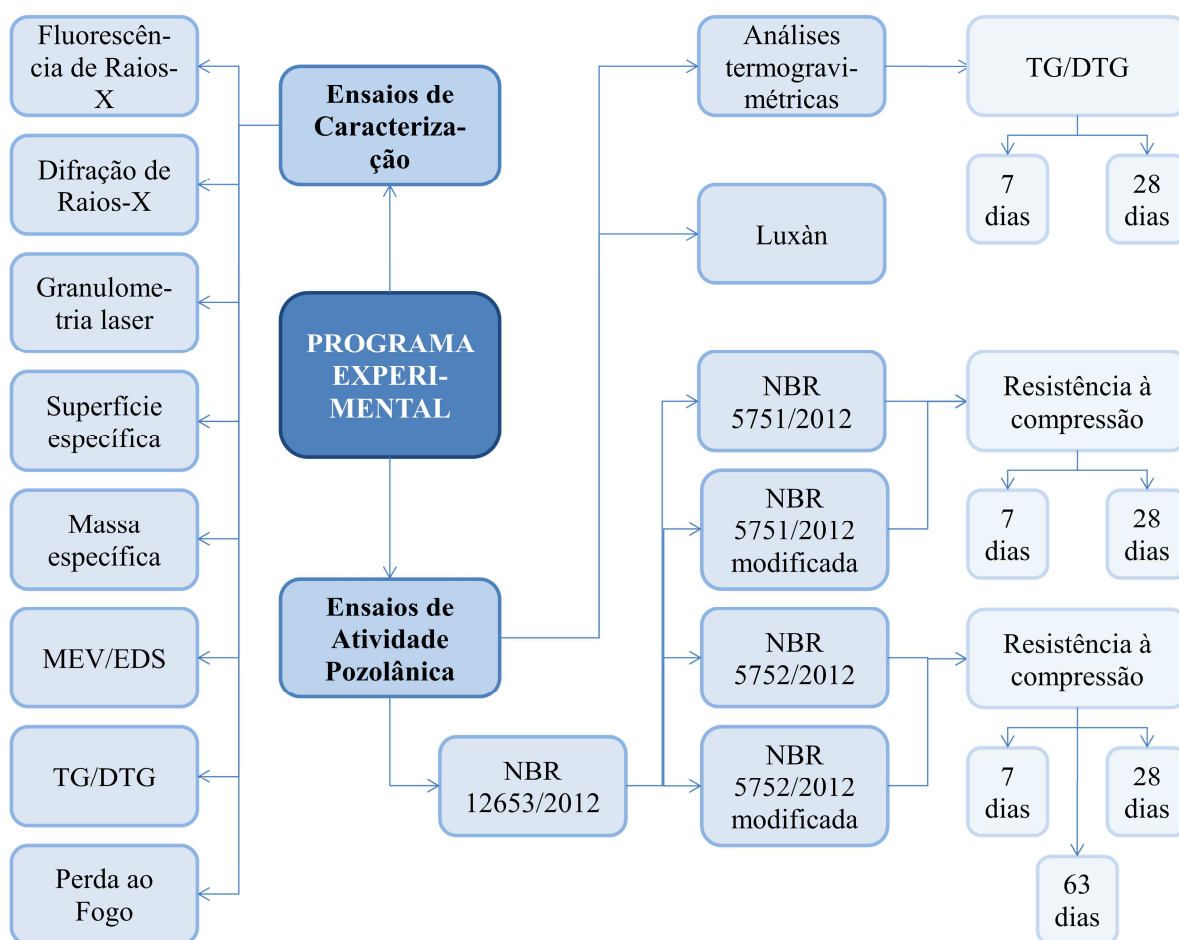 Fluorescên-
cia de Raios-
X
Difração de
Raios-X
Granulome-
tria laser
Superfície
específica
Massa
específica
MEV/EDS
TG/DTG
Perda ao
Fogo
Ensaios de
Caracteriza-
ção
PROGRAMA
EXPERI-
MENTAL
Ensaios de
Atividade
Pozolânica
NBR
12653/2012
Análises
termogravi-
métricas
Luxàn
NBR
5751/2012
NBR
5751/2012
modificada
NBR
5752/2012
NBR
5752/2012
modificada
TG/DTG
7
dias
28
dias
Resistência à
compressão
7
dias
28
dias
Resistência à
compressão
7
dias
28
dias
63
dias